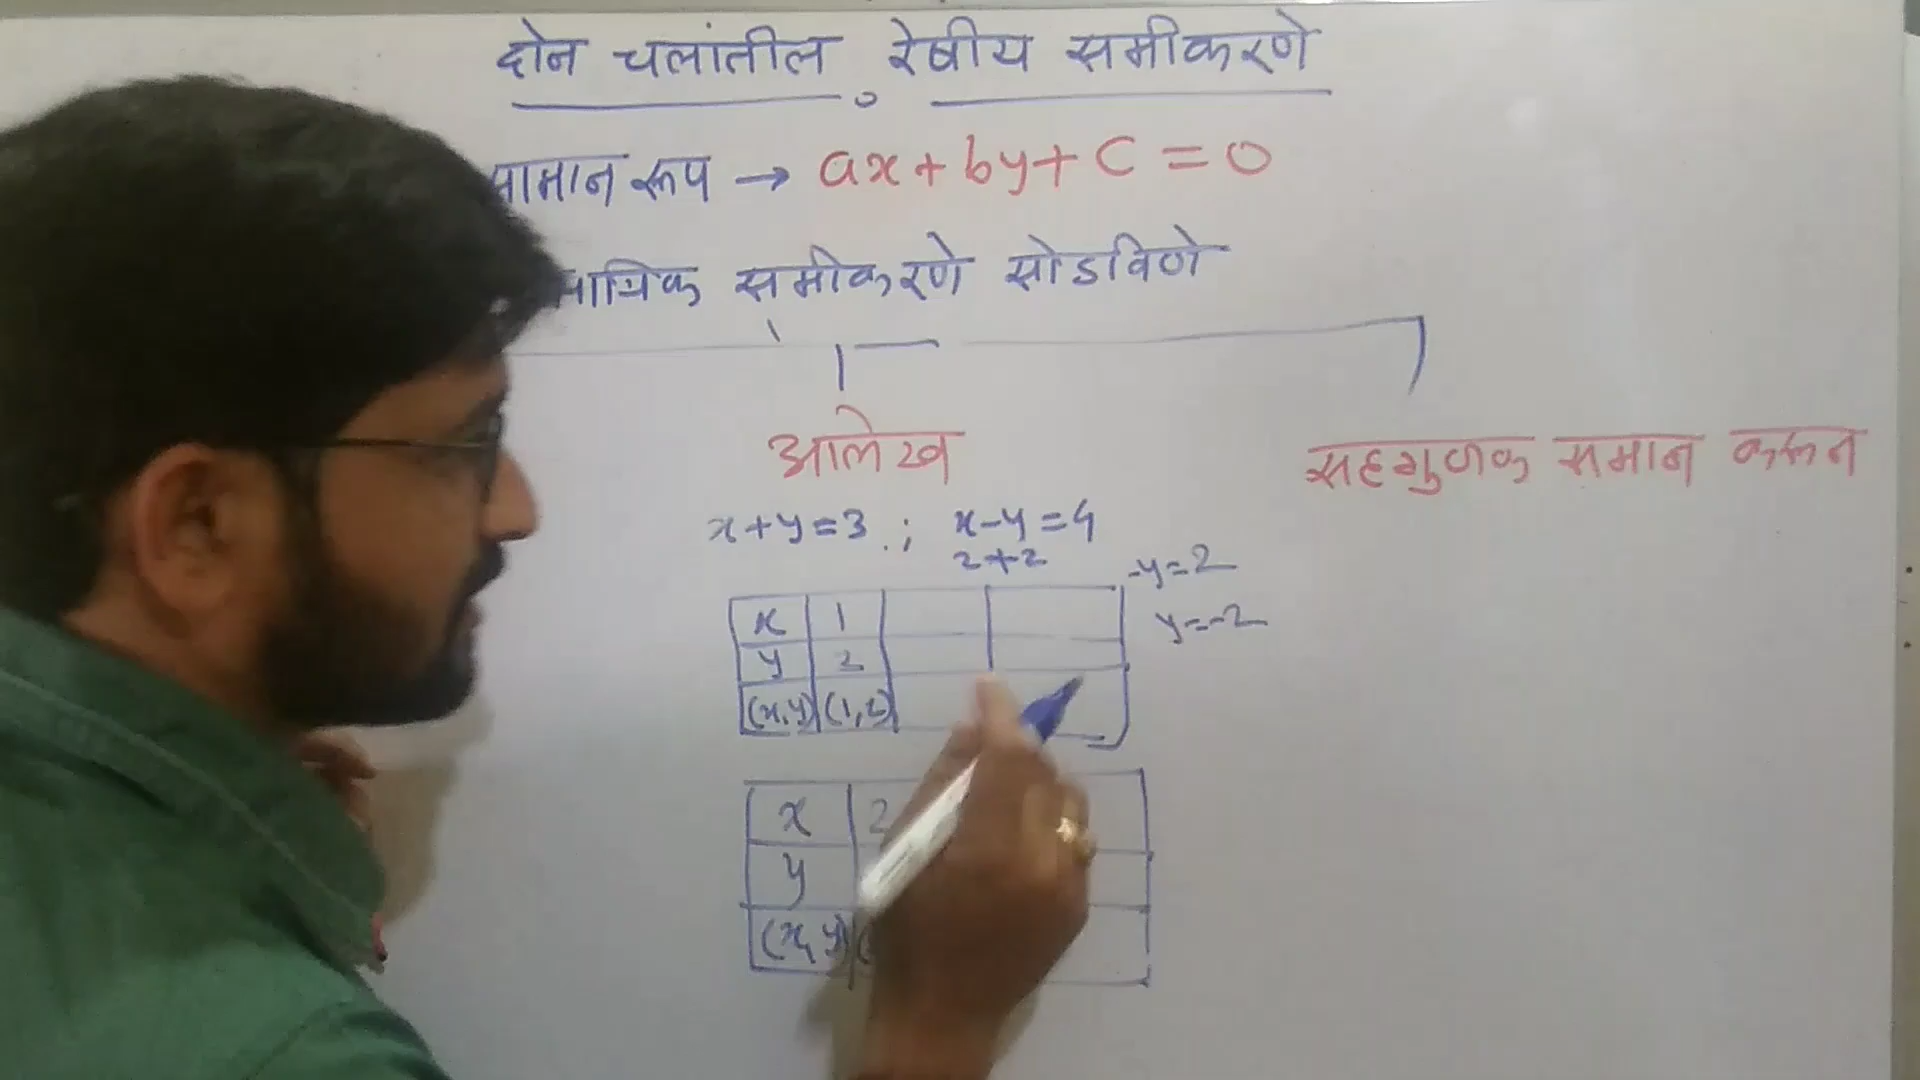 दोन चलांतील रेषीय समीकरणे
सामान रूप → ax + by + c = 0
समीकरणे सोडविणे
आलेख
सहगुणक समान करून
x+y=3 ; x-y=4
2+2
-y=2
y=-2
x 1
y 2
(x,y) (1,2)
x 2
y
(x,y) (